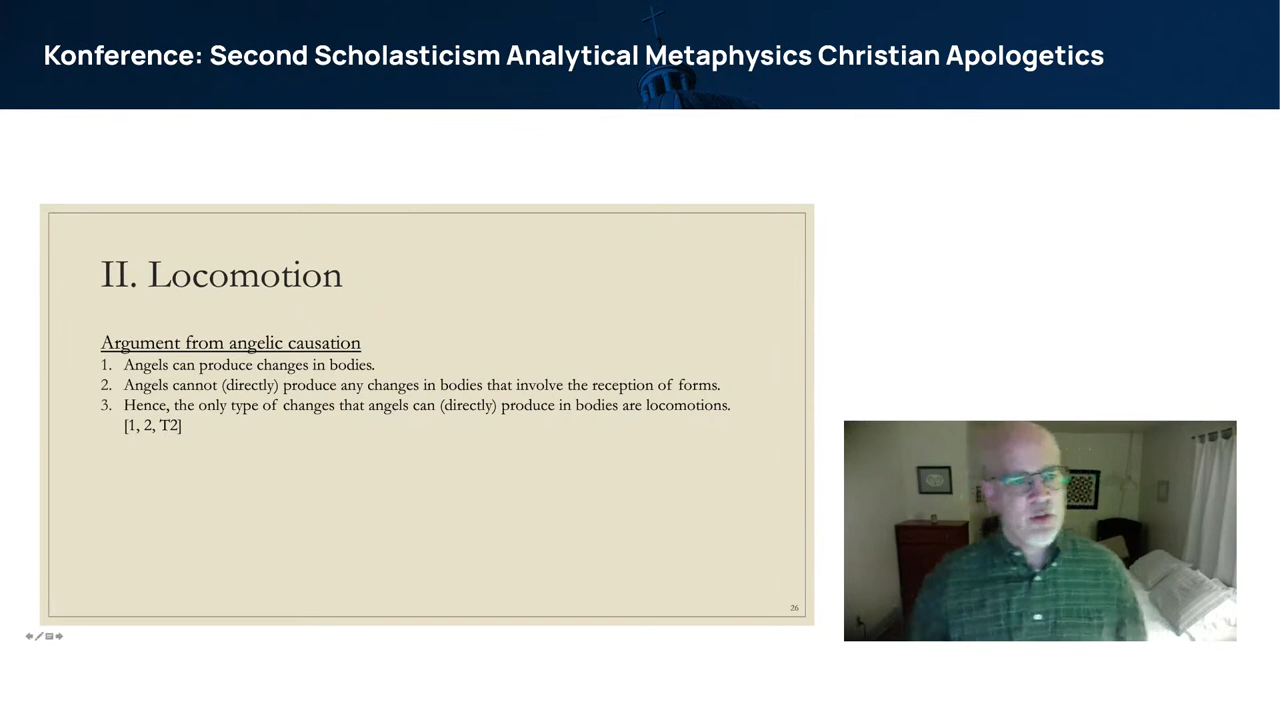 Konference: Second Scholasticism Analytical Metaphysics Christian Apologetics
II. Locomotion
Argument from angelic causation
1. Angels can produce changes in bodies.
2. Angels cannot (directly) produce any changes in bodies that involve the reception of forms.
3. Hence, the only type of changes that angels can (directly) produce in bodies are locomotions.
[1, 2, T2]
26